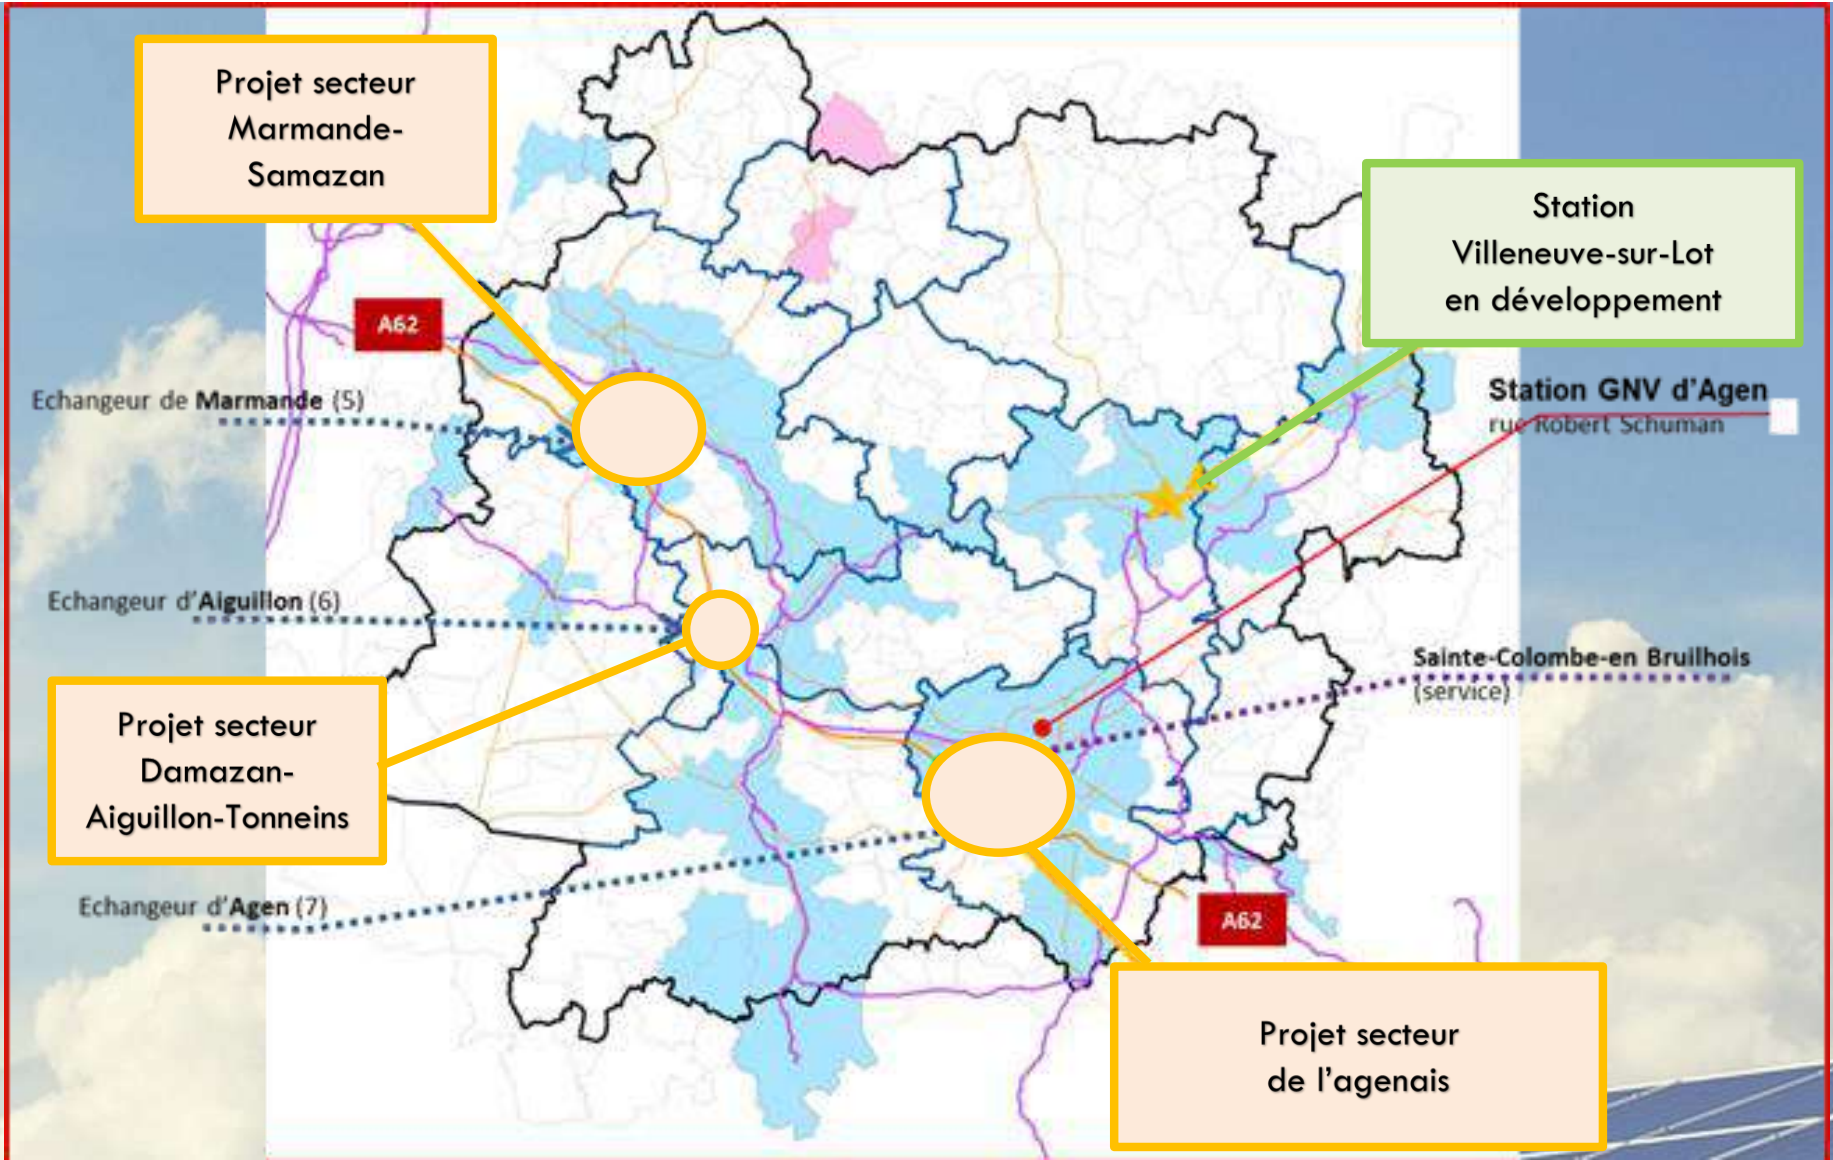 Projet secteur
Marmande-
Samazan
Station
Villeneuve-sur-Lot
en développement
A62
Echangeur de Marmande (5)
Station GNV d'Agen
rue Robert Schuman
Echangeur d'Aiguillon (6)
Sainte-Colombe-en Bruilhois
(service)
Projet secteur
Damazan-
Aiguillon-Tonneins
Echangeur d'Agen (7)
A62
Projet secteur
de l'agenais